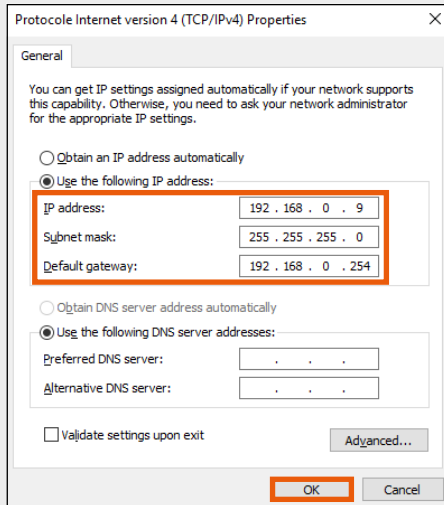 Protocole Internet version 4 (TCP/IPv4) Properties
General
You can get IP settings assigned automatically if your network supports
this capability. Otherwise, you need to ask your network administrator
for the appropriate IP settings.
Obtain an IP address automatically
Use the following IP address:
IP address: 192 . 168 . 0 . 9
Subnet mask: 255 . 255 . 255 . 0
Default gateway: 192 . 168 . 0 . 254
Obtain DNS server address automatically
Use the following DNS server addresses:
Preferred DNS server: . . .
Alternative DNS server: . . .
Validate settings upon exit
Advanced...
OK Cancel